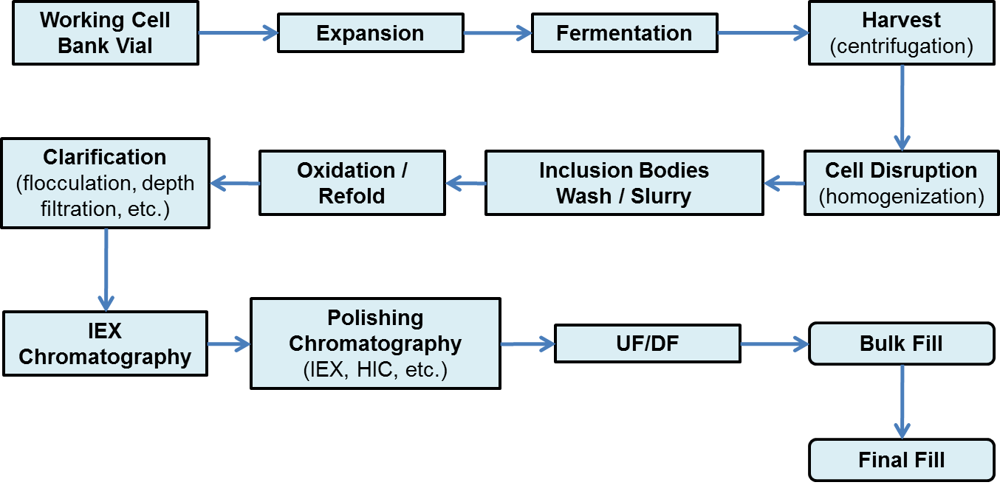 Working Cell
Bank Vial
Expansion
Fermentation
Harvest
(centrifugation)
Cell Disruption
(homogenization)
Inclusion Bodies
Wash / Slurry
Oxidation /
Refold
Clarification
(flocculation, depth
filtration, etc.)
IEX
Chromatography
Polishing
Chromatography
(IEX, HIC, etc.)
UF/DF
Bulk Fill
Final Fill